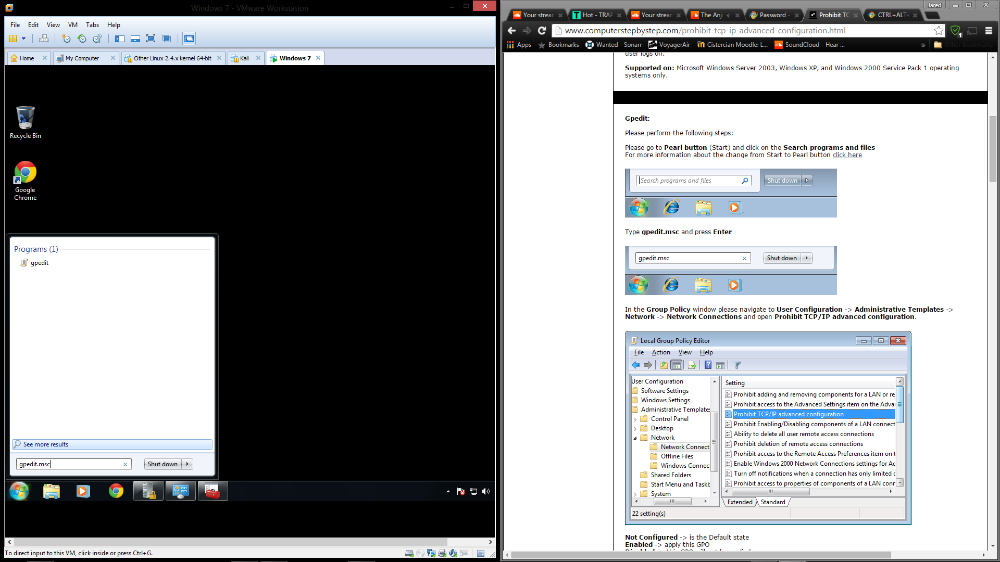 Windows 7 - VMware Workstation
File Edit View VM Tabs Help
Home
My Computer
Other Linux 2.4.x kernel 64-bit
Kali
Windows 7
Recycle Bin
Google
Chrome
Programs (1)
gpedit
See more results
gpedit.msc
Shut down
To direct input to this VM, click inside or press Ctrl+G.
Jared
Your stream
Hot - TRAP
Your stream
The Anj
Password -
Prohibit TC
CTRL+ALT+
www.computerstepbystep.com/prohibit-tcp-ip-advanced-configuration.html
1
Apps
Bookmarks
Wanted - Sonarr
VoyagerAir
Cistercian Moodle: L...
SoundCloud - Hear ...
»
Other bookmarks
user logs on.
Supported on: Microsoft Windows Server 2003, Windows XP, and Windows 2000 Service Pack 1 operating
systems only.
Gpedit:
Please perform the following steps:
Please go to Pearl button (Start) and click on the Search programs and files
For more information about the change from Start to Pearl button click here
Search programs and files
Shut down
Type gpedit.msc and press Enter
gpedit.msc
Shut down
In the Group Policy window please navigate to User Configuration -> Administrative Templates ->
Network -> Network Connections and open Prohibit TCP/IP advanced configuration.
Local Group Policy Editor
File Action View Help
User Configuration
Software Settings
Windows Settings
Administrative Templates
Control Panel
Desktop
Network
Network Connect
Offline Files
Windows Connec
Shared Folders
Start Menu and Taskb
System
Setting
Prohibit adding and removing components for a LAN or re
Prohibit access to the Advanced Settings item on the Advan
Prohibit TCP/IP advanced configuration
Prohibit Enabling/Disabling components of a LAN connect
Ability to delete all user remote access connections
Prohibit deletion of remote access connections
Prohibit access to the Remote Access Preferences item on t
Enable Windows 2000 Network Connections settings for Ad
Turn off notifications when a connection has only limited o
Prohibit access to properties of components of a LAN conn
Extended
Standard
22 setting(s)
Not Configured -> is the Default state
Enabled -> apply this GPO